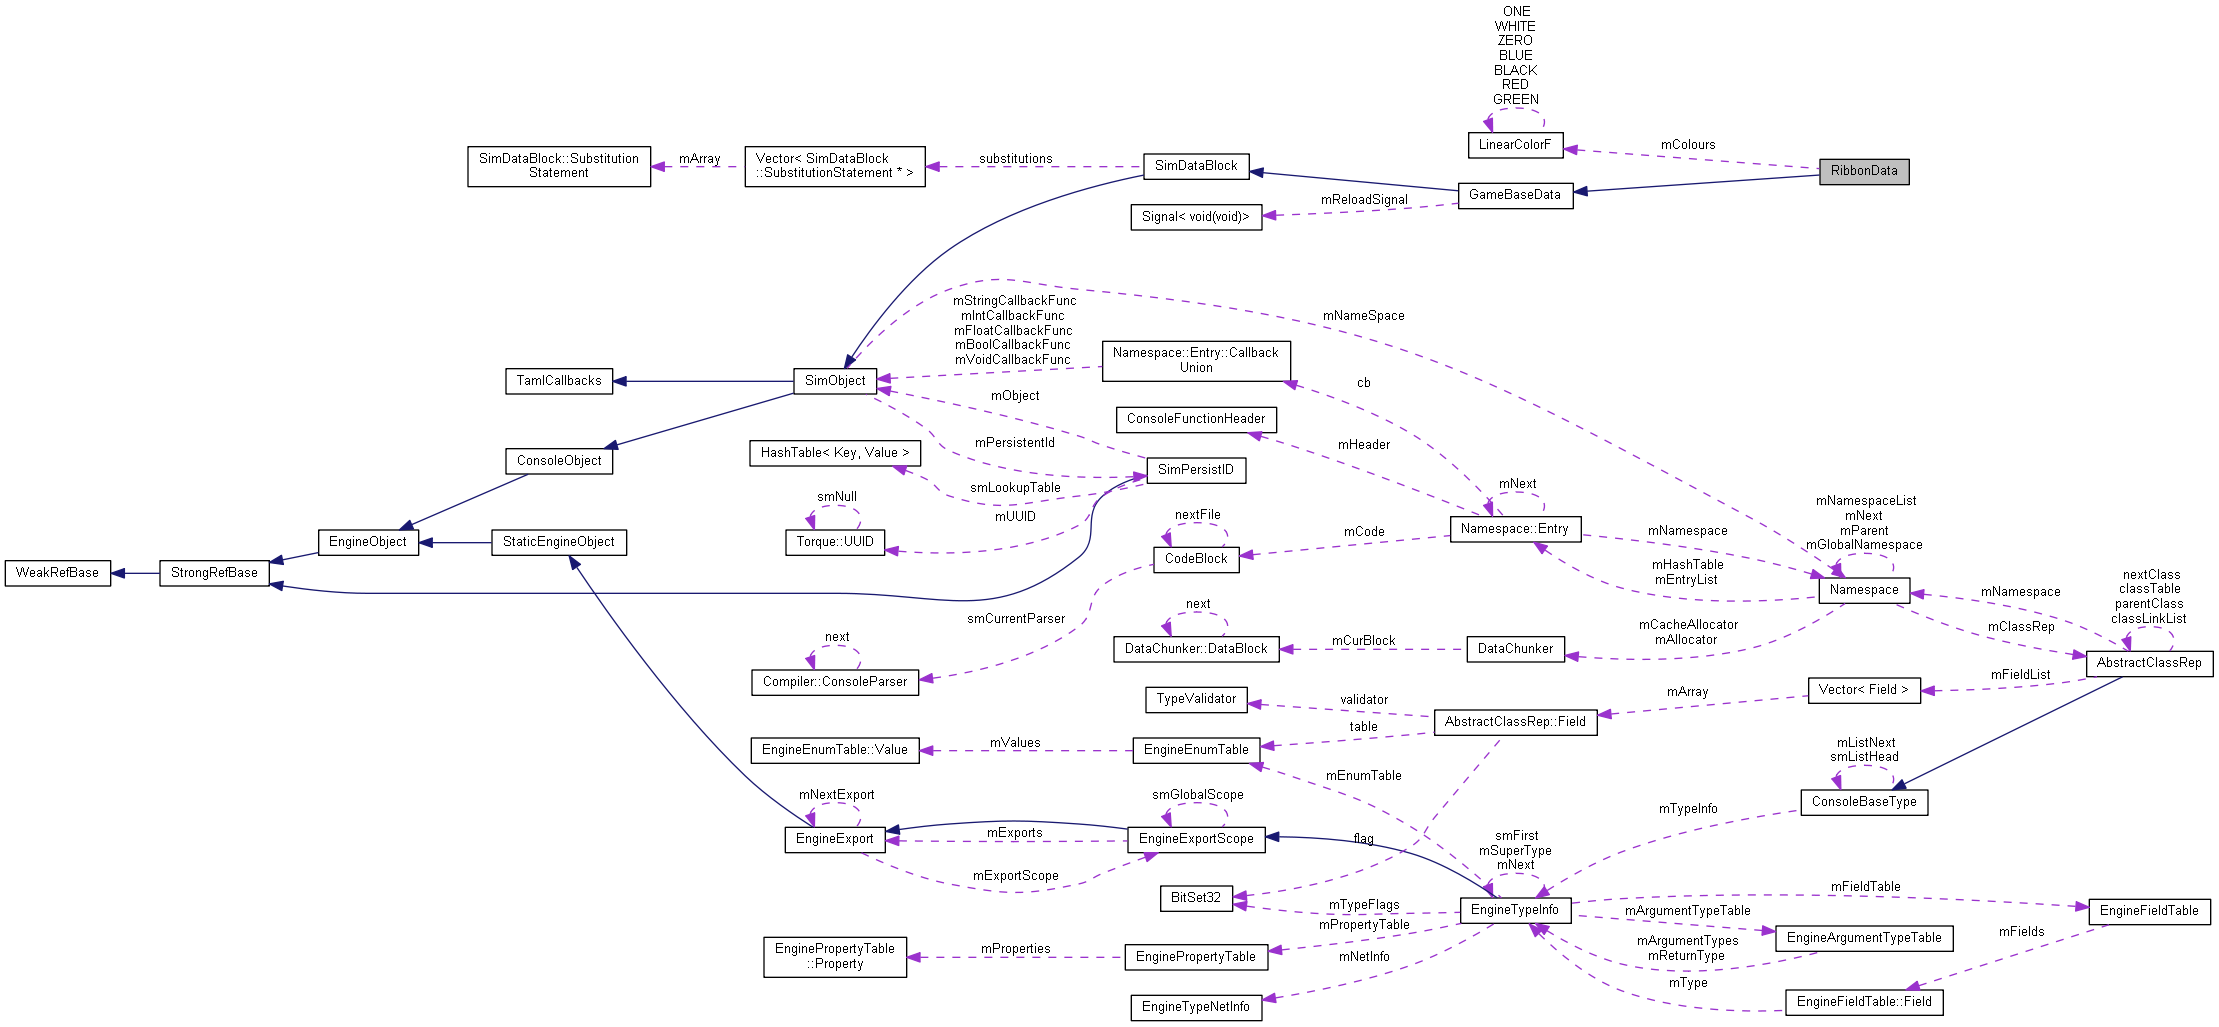 ONE
WHITE
ZERO
BLUE
BLACK
RED
GREEN
LinearColorF
mColours
RibbonData
SimDataBlock::Substitution
Statement
mArray
Vector< SimDataBlock
::SubstitutionStatement * >
substitutions
SimDataBlock
GameBaseData
mReloadSignal
Signal< void(void)>
mNameSpace
mStringCallbackFunc
mIntCallbackFunc
mFloatCallbackFunc
mBoolCallbackFunc
mVoidCallbackFunc
Namespace::Entry::Callback
Union
TamlCallbacks
SimObject
cb
mObject
ConsoleFunctionHeader
mHeader
mPersistentId
HashTable< Key, Value >
ConsoleObject
SimPersistID
smLookupTable
mNext
smNull
mUUID
nextFile
mNamespaceList
mNext
mParent
mGlobalNamespace
Namespace::Entry
mNamespace
mCode
EngineObject
StaticEngineObject
Torque::UUID
CodeBlock
WeakRefBase
StrongRefBase
mHashTable
mEntryList
Namespace
nextClass
classTable
parentClass
classLinkList
mNamespace
next
smCurrentParser
mCacheAllocator
mAllocator
mClassRep
next
DataChunker::DataBlock
mCurBlock
DataChunker
AbstractClassRep
Compiler::ConsoleParser
mFieldList
TypeValidator
validator
mArray
Vector< Field >
AbstractClassRep::Field
table
EngineEnumTable::Value
mValues
EngineEnumTable
mListNext
smListHead
mEnumTable
mNextExport
smGlobalScope
mTypeInfo
ConsoleBaseType
EngineExport
mExports
EngineExportScope
flag
smFirst
mSuperType
mNext
mExportScope
BitSet32
mTypeFlags
EngineTypeInfo
mFieldTable
EngineFieldTable
mPropertyTable
mArgumentTypeTable
EngineArgumentTypeTable
mFields
EnginePropertyTable
::Property
mProperties
EnginePropertyTable
mNetInfo
mArgumentTypes
mReturnType
mType
EngineTypeNetInfo
EngineFieldTable::Field